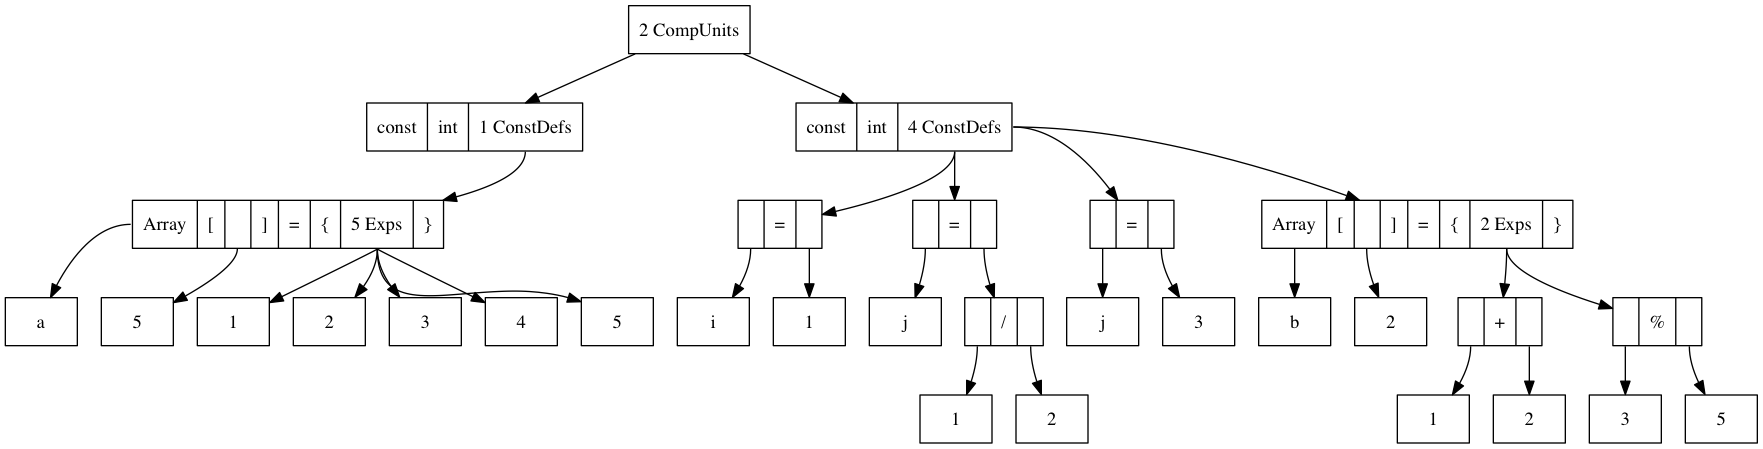 2 CompUnits
const int 1 ConstDefs
const int 4 ConstDefs
Array [ ] = { 5 Exps }
=
=
=
Array [ ] = { 2 Exps }
a
5
1
2
3
4
5
i
1
j
/
j
3
b
2
+
%
1
2
1
2
3
5